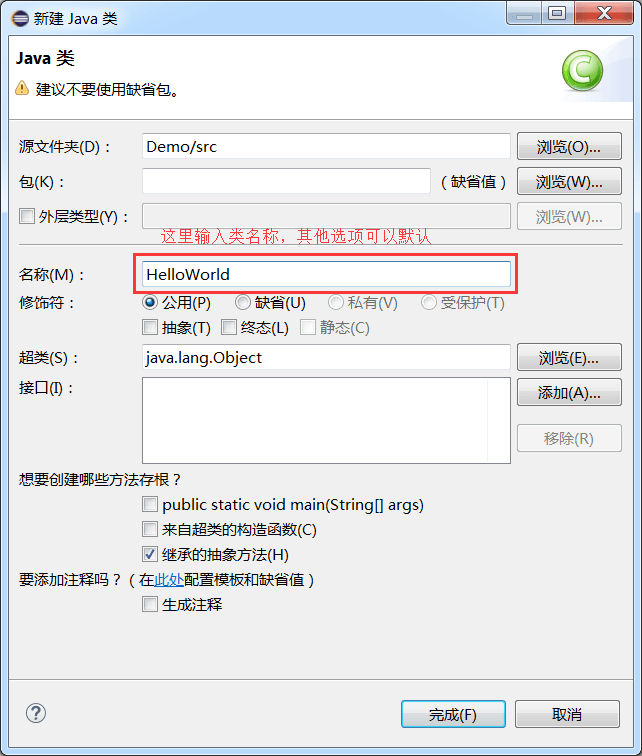 新建 Java 类
Java 类
建议不要使用缺省包。
源文件夹(D)： Demo/src 浏览(O)...
包(K)： （缺省值） 浏览(W)...
外层类型(Y)： 浏览(W)...
这里输入类名称，其他选项可以默认
名称(M)： HelloWorld
修饰符： 公用(P) 缺省(U) 私有(V) 受保护(T)
抽象(T) 终态(L) 静态(C)
超类(S)： java.lang.Object 浏览(E)...
接口(I)： 添加(A)...
移除(R)
想要创建哪些方法存根？
public static void main(String[] args)
来自超类的构造函数(C)
继承的抽象方法(H)
要添加注释吗？（在此处配置模板和缺省值）
生成注释
完成(F) 取消